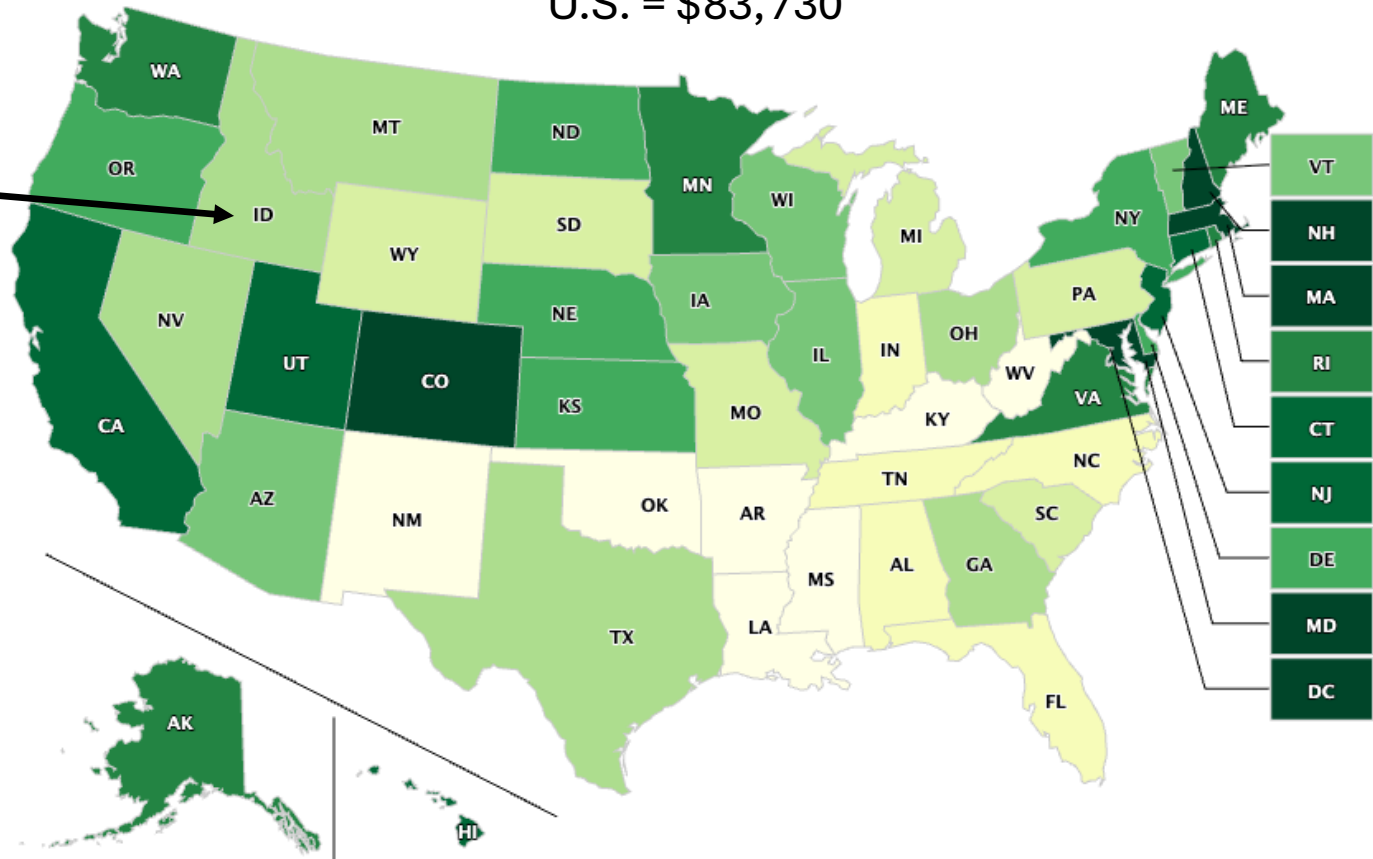 U.S. = $83,730
WA
MT
ND
MN
ME
OR
ID
WY
SD
WI
MI
NY
VT
NH
MA
RI
CT
NJ
DE
MD
DC
NV
UT
CO
NE
IA
IL
IN
OH
PA
CA
KS
MO
KY
WV
VA
AZ
NM
OK
AR
TN
NC
SC
TX
LA
MS
AL
GA
FL
AK
HI